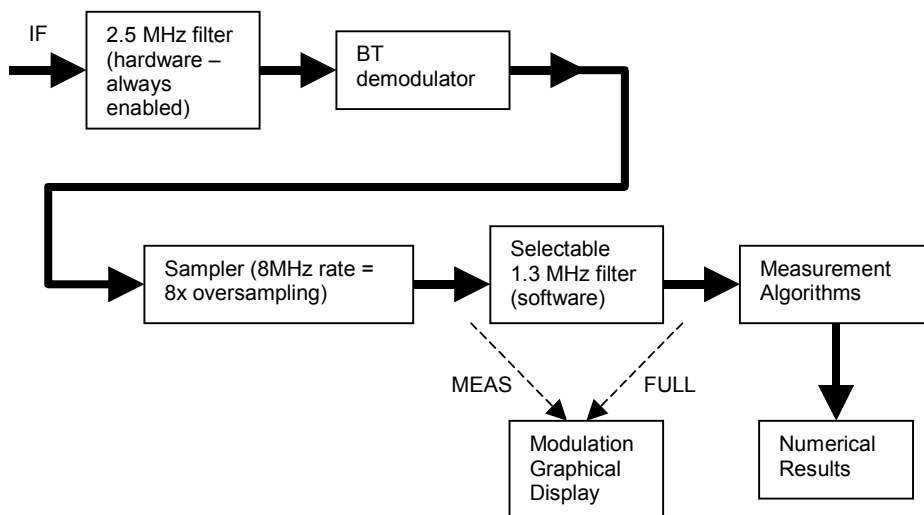 IF
2.5 MHz filter
(hardware –
always
enabled)
BT
demodulator
Sampler (8MHz rate =
8x oversampling)
Selectable
1.3 MHz filter
(software)
Measurement
Algorithms
MEAS
FULL
Modulation
Graphical
Display
Numerical
Results